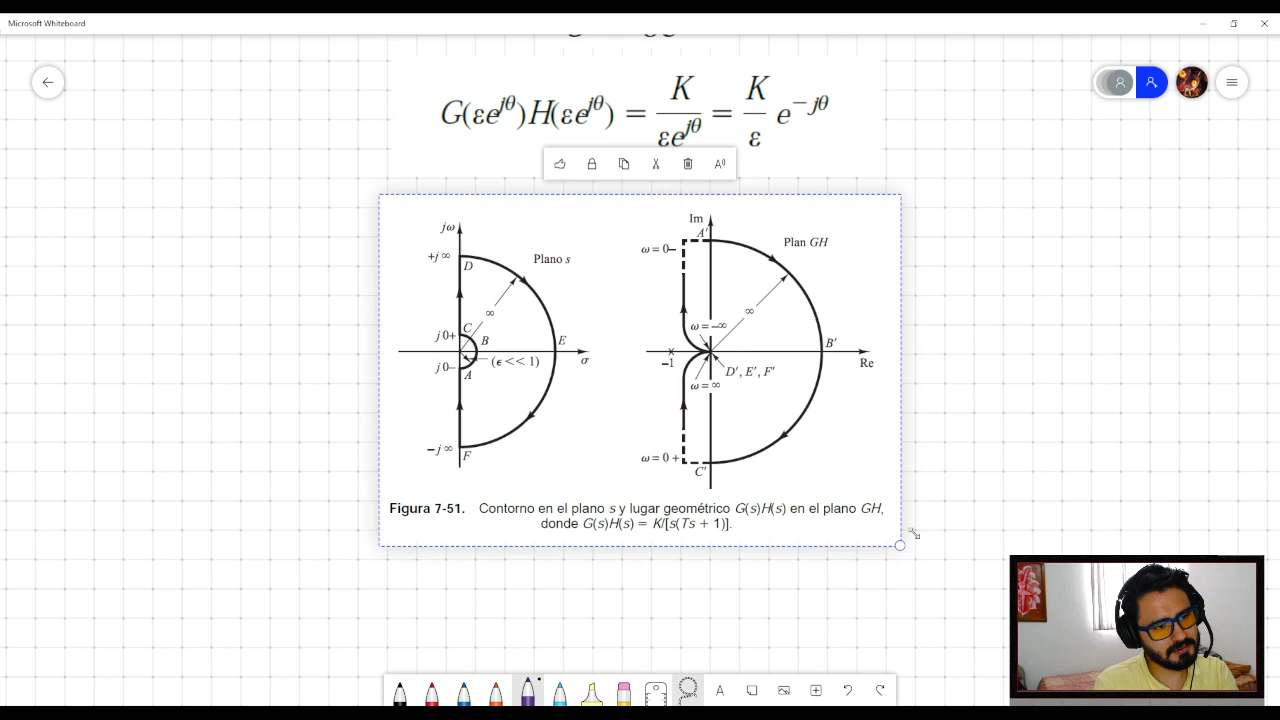 Microsoft Whiteboard
G(εe^{jθ})H(εe^{jθ}) = K/εe^{jθ} = K/ε e^{−jθ}
jω
+j ∞
D
Plano s
∞
C
j 0+
B
E
(ϵ << 1)
σ
j0−
A
−j ∞
F
Im
A′
ω = 0−
Plan GH
∞
ω = −∞
B′
−1
Re
D′, E′, F′
ω = ∞
ω = 0 +
C′
Figura 7-51. Contorno en el plano s y lugar geométrico G(s)H(s) en el plano GH,
donde G(s)H(s) = K/[s(Ts + 1)].